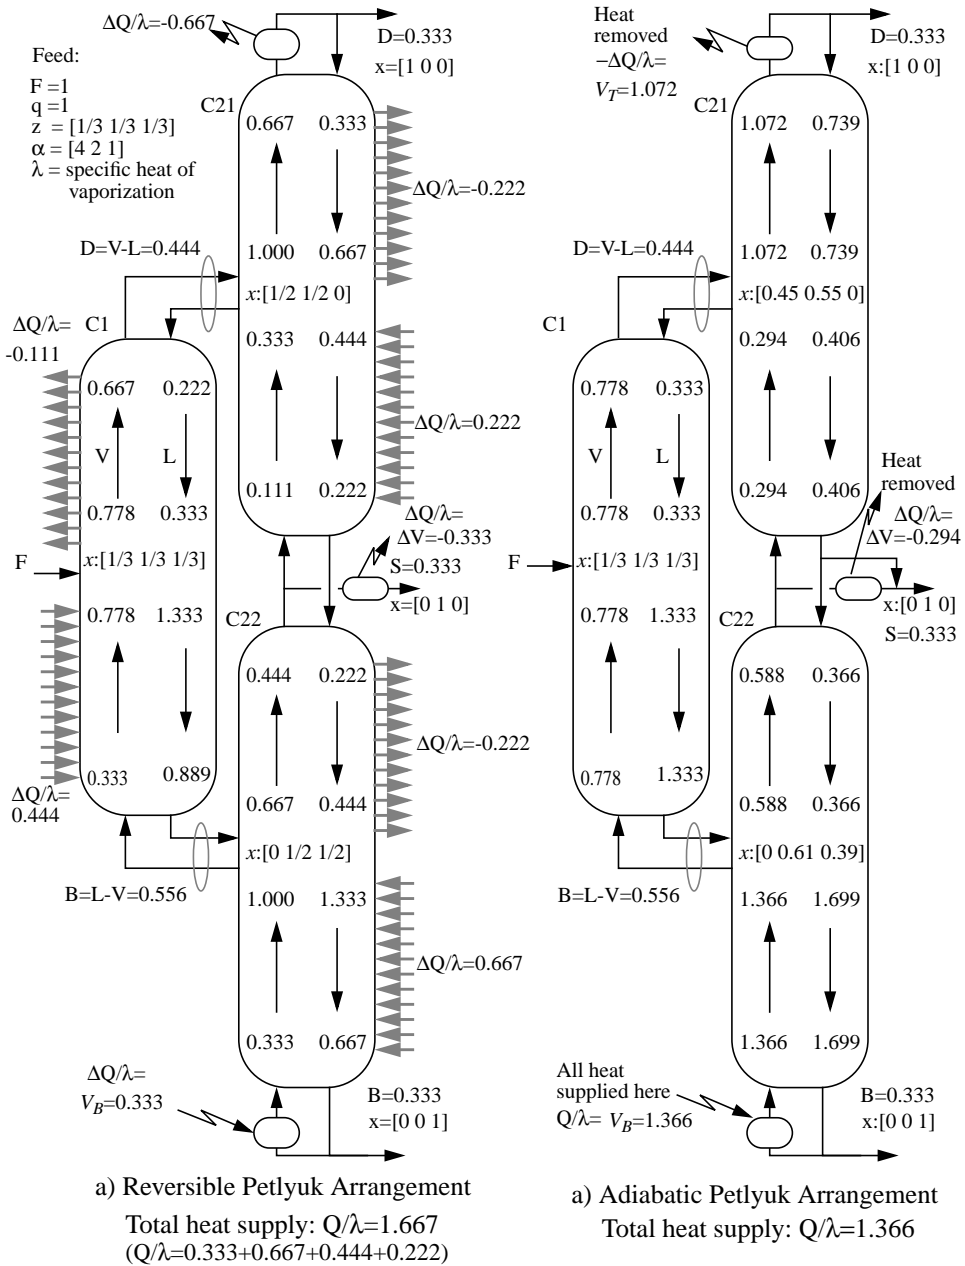 ΔQ/λ=-0.667
D=0.333
x=[1 0 0]
Feed:
F =1
q =1
z = [1/3 1/3 1/3]
α = [4 2 1]
λ = specific heat of
vaporization
C21
0.667 0.333
ΔQ/λ=-0.222
D=V-L=0.444
1.000 0.667
x:[1/2 1/2 0]
ΔQ/λ=
-0.111
C1
0.333 0.444
0.667 0.222
ΔQ/λ=0.222
V L
0.111 0.222
0.778 0.333
ΔQ/λ=
ΔV=-0.333
S=0.333
F
x:[1/3 1/3 1/3]
x=[0 1 0]
0.778 1.333
C22
0.444 0.222
ΔQ/λ=-0.222
0.333 0.889
ΔQ/λ=
0.444
0.667 0.444
x:[0 1/2 1/2]
B=L-V=0.556
1.000 1.333
ΔQ/λ=0.667
0.333 0.667
ΔQ/λ=
V_B=0.333
B=0.333
x=[0 0 1]
a) Reversible Petlyuk Arrangement
Total heat supply: Q/λ=1.667
(Q/λ=0.333+0.667+0.444+0.222)
Heat
removed
−ΔQ/λ=
V_T=1.072
D=0.333
x:[1 0 0]
C21
1.072 0.739
D=V-L=0.444
1.072 0.739
x:[0.45 0.55 0]
C1
0.294 0.406
0.778 0.333
V L
Heat
removed
0.294 0.406
0.778 0.333
ΔQ/λ=
ΔV=-0.294
F
x:[1/3 1/3 1/3]
x:[0 1 0]
S=0.333
0.778 1.333
C22
0.588 0.366
0.778 1.333
0.588 0.366
x:[0 0.61 0.39]
B=L-V=0.556
1.366 1.699
1.366 1.699
All heat
supplied here
Q/λ= V_B=1.366
B=0.333
x:[0 0 1]
a) Adiabatic Petlyuk Arrangement
Total heat supply: Q/λ=1.366